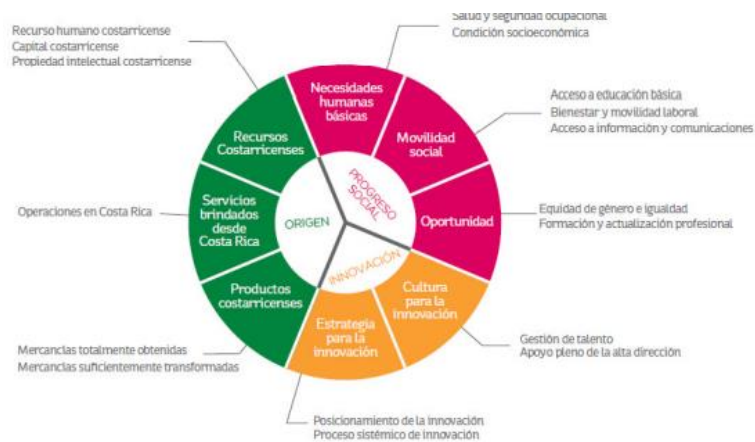 Salud y seguridad ocupacional
Condición socioeconómica
Recurso humano costarricense
Capital costarricense
Propiedad intelectual costarricense
Necesidades
humanas
básicas
Acceso a educación básica
Bienestar y movilidad laboral
Acceso a información y comunicaciones
Movilidad
social
Recursos
Costarricenses
PROGRESO
SOCIAL
Servicios
brindados
desde
Costa Rica
Operaciones en Costa Rica
ORIGEN
Oportunidad
Equidad de género e igualdad
Formación y actualización profesional
INNOVACIÓN
Productos
costarricenses
Cultura
para la
innovación
Estrategia
para la
innovación
Gestión de talento
Apoyo pleno de la alta dirección
Mercancías totalmente obtenidas
Mercancías suficientemente transformadas
Posicionamiento de la innovación
Proceso sistémico de innovación